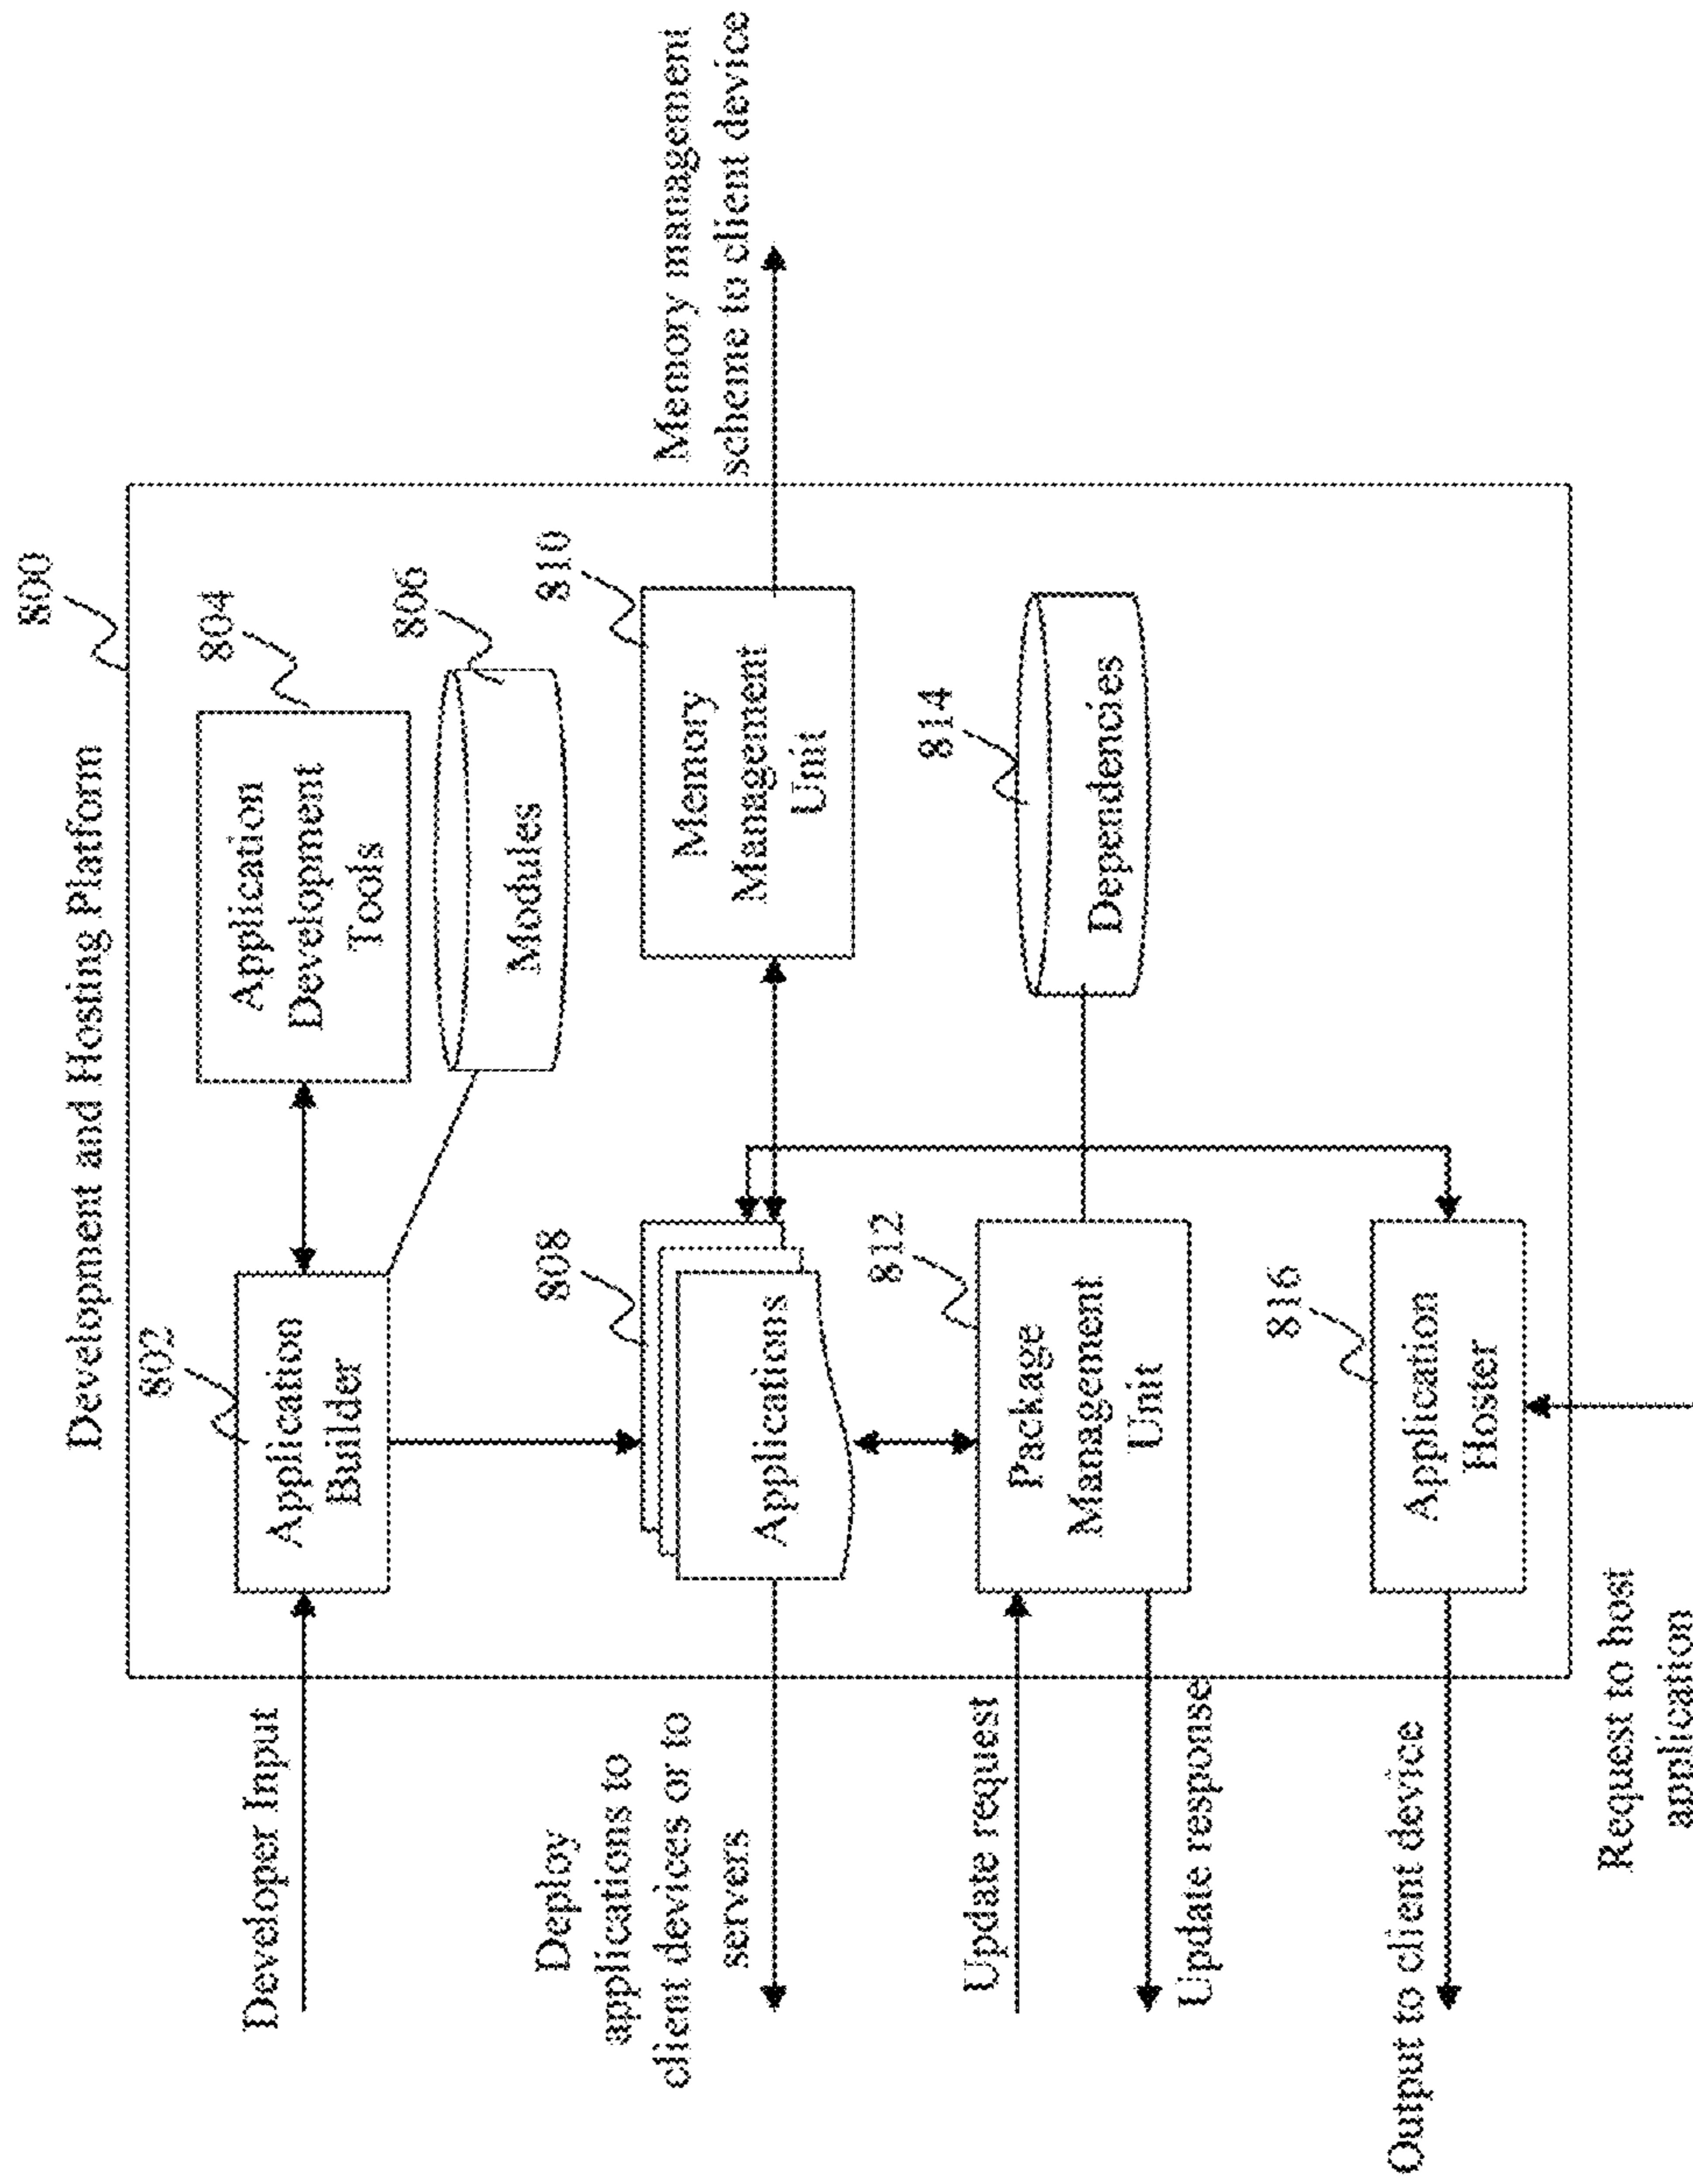 Development and Hosting Platform
800
Developer Input
802
Application
Builder
804
Application
Development
Tools
806
Modules
Deploy
applications to
client devices or to
servers
808
Applications
810
Memory
Management
Unit
Memory management
scheme to client device
Update request
Update response
812
Package
Management
Unit
814
Dependencies
Output to client device
816
Application
Hoster
Request to host
application